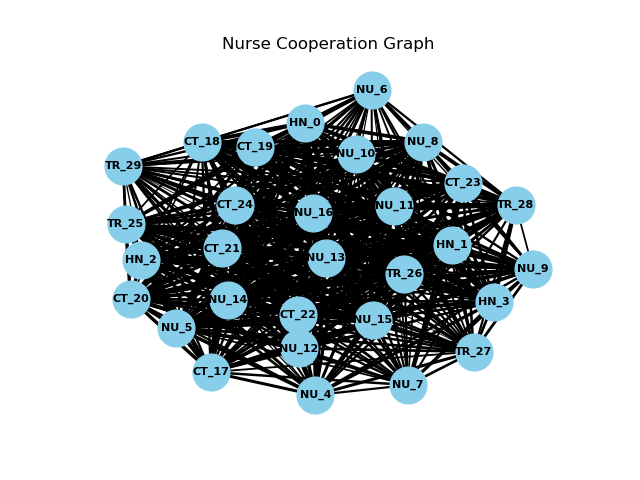 Nurse Cooperation Graph
NU_6
HN_0
CT_18
NU_8
CT_19
NU_10
TR_29
CT_23
CT_24
NU_16
NU_11
TR_28
TR_25
CT_21
HN_1
HN_2
NU_13
NU_9
TR_26
CT_20
NU_14
HN_3
CT_22
NU_15
NU_5
NU_12
TR_27
CT_17
NU_7
NU_4